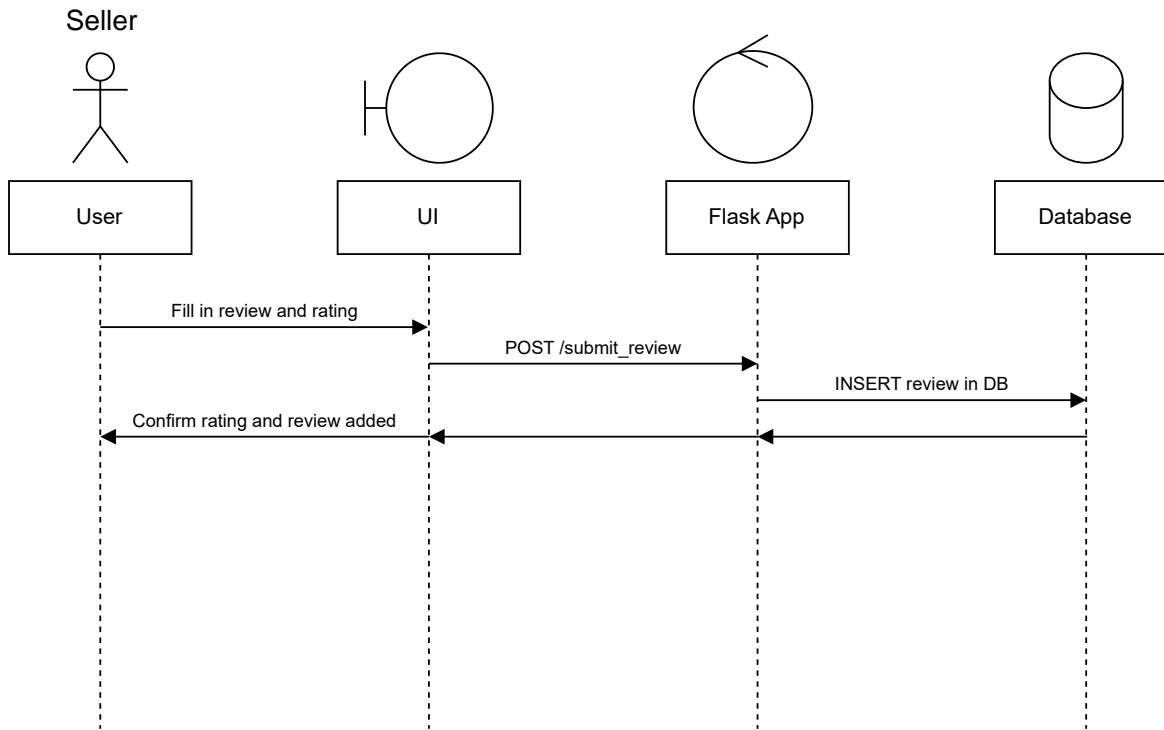 Seller
User
UI
Flask App
Database
Fill in review and rating
POST /submit_review
INSERT review in DB
Confirm rating and review added